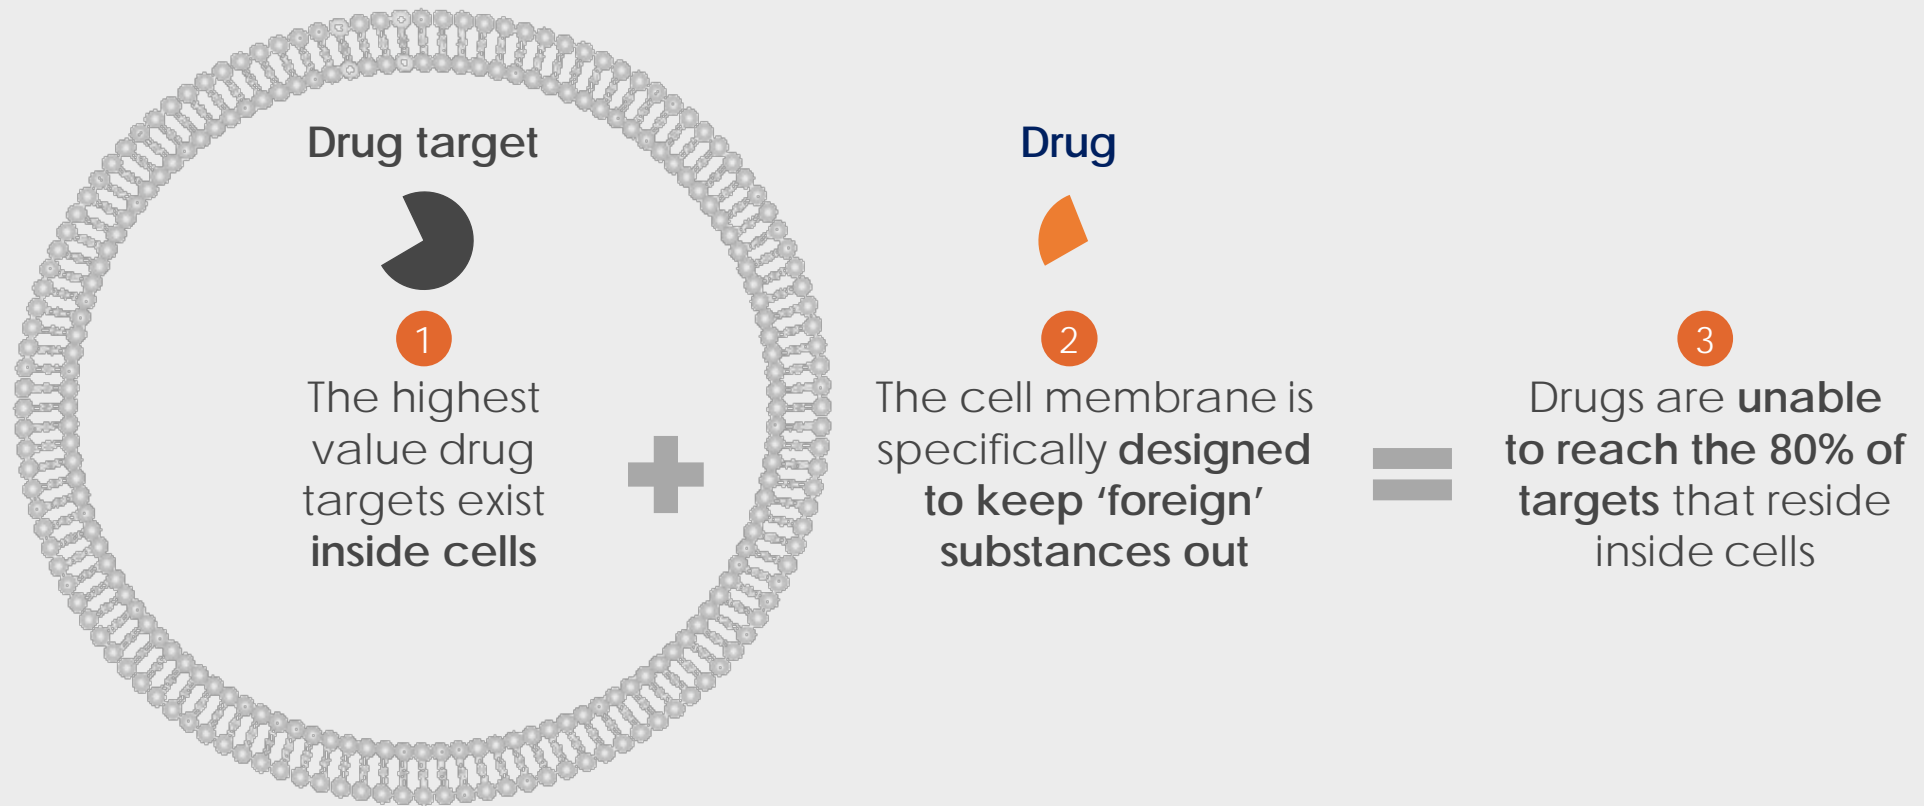 Drug target
1
The highest
value drug
targets exist
inside cells
Drug
2
The cell membrane is
specifically designed
to keep ‘foreign’
substances out
3
Drugs are unable
to reach the 80% of
targets that reside
inside cells